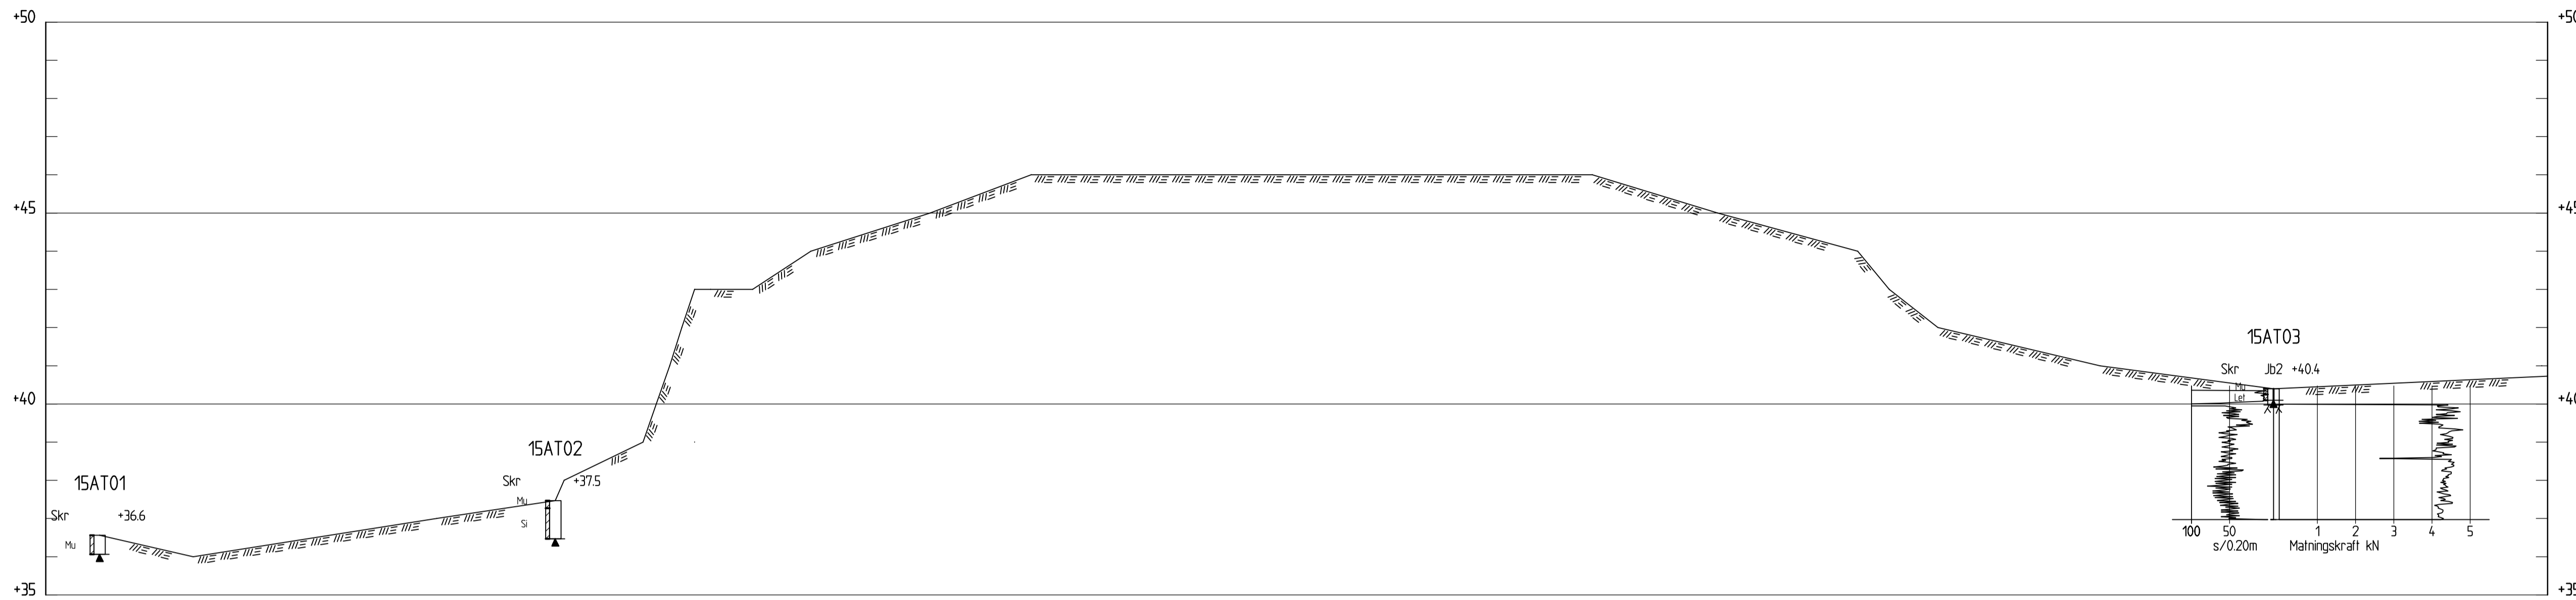 +50
+50
+45
+45
15AT03
Skr Jb2 +40.4
Mu
Let
+40
+40
15AT02
Skr +37.5
Mu
Si
15AT01
Skr +36.6
Mu
100 50 1 2 3 4 5
s/0.20m Matningskraft kN
+35
+35